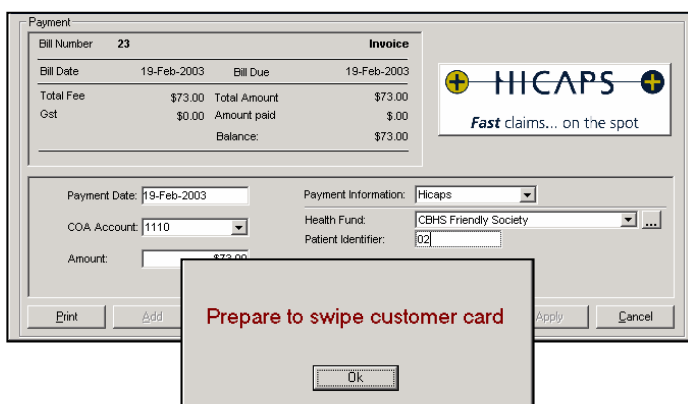 Payment
Bill Number 23 Invoice
Bill Date 19-Feb-2003 Bill Due 19-Feb-2003
Total Fee $73.00 Total Amount $73.00
Gst $0.00 Amount paid $.00
Balance: $73.00
HICAPS
Fast claims... on the spot
Payment Date: 19-Feb-2003 Payment Information: Hicaps
COA Account: 1110 Health Fund: CBHS Friendly Society ...
Patient Identifier: 02
Amount: $73.00
Prepare to swipe customer card
Print Add Apply Cancel
Ok